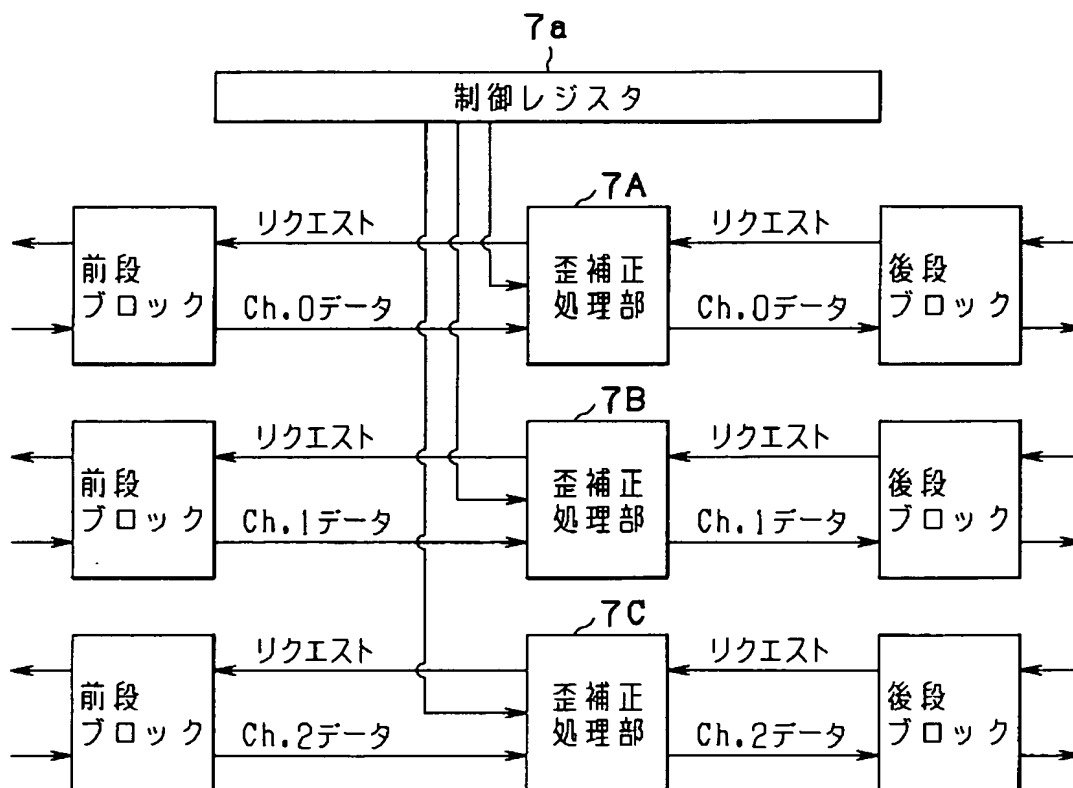 7a
制御レジスタ
7A
リクエスト
リクエスト
前段
ブロック
歪補正
処理部
後段
ブロック
Ch.0データ
Ch.0データ
7B
リクエスト
リクエスト
前段
ブロック
歪補正
処理部
後段
ブロック
Ch.1データ
Ch.1データ
7C
リクエスト
リクエスト
前段
ブロック
歪補正
処理部
後段
ブロック
Ch.2データ
Ch.2データ